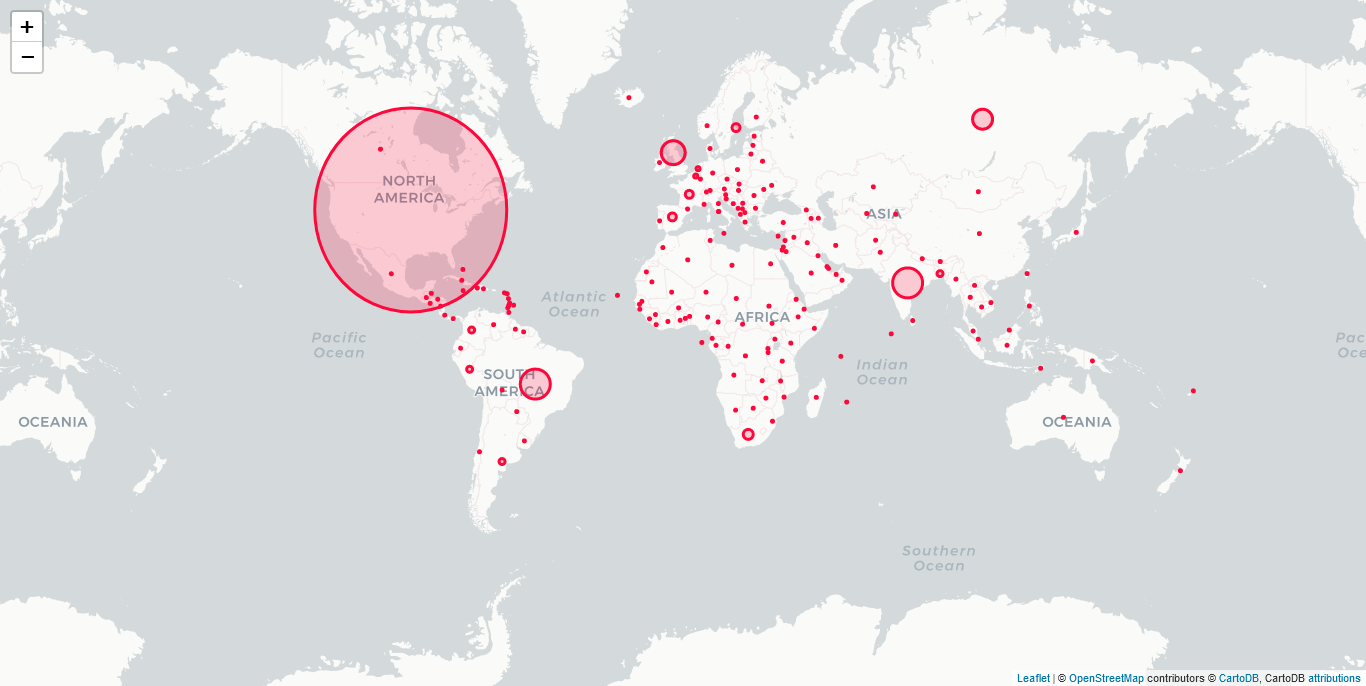 +
−
NORTH
AMERICA
ASIA
Atlantic
Ocean
AFRICA
Pacific
Ocean
Pac
Oce
Indian
Ocean
SOUTH
AMERICA
OCEANIA
OCEANIA
Southern
Ocean
Leaflet | © OpenStreetMap contributors © CartoDB, CartoDB attributions